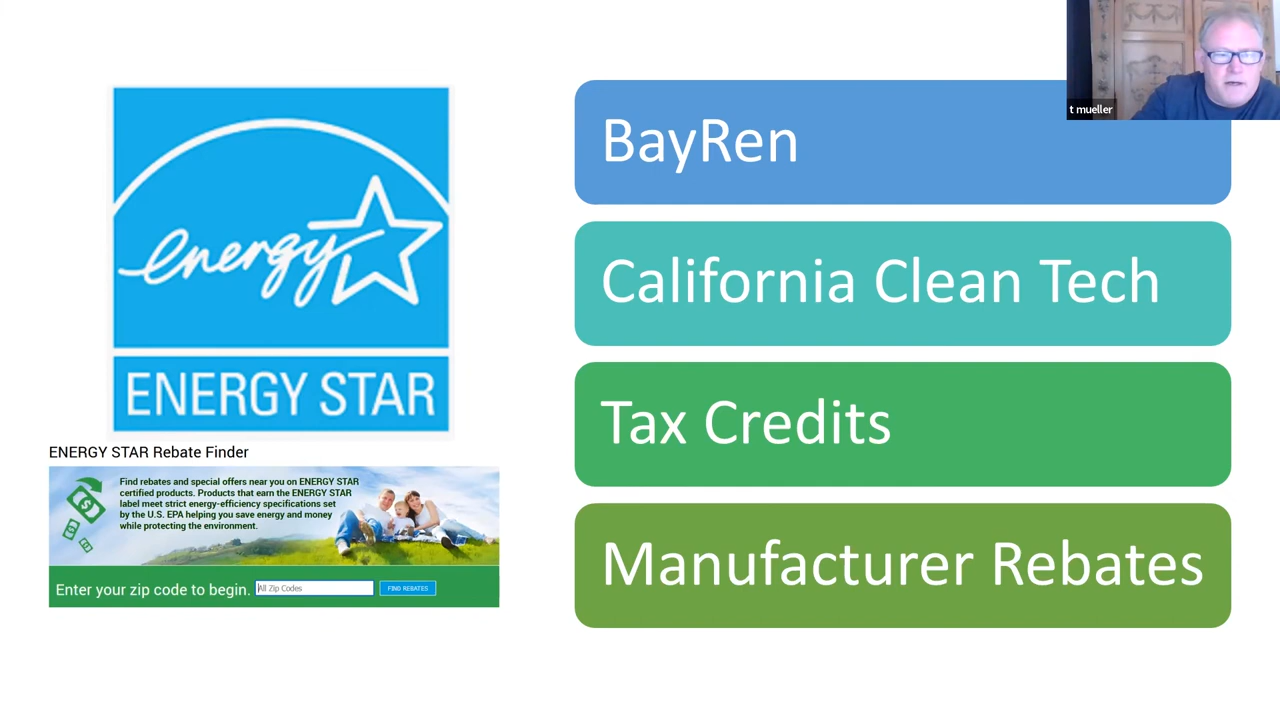 energy
ENERGY STAR
ENERGY STAR Rebate Finder
Find rebates and special offers near you on ENERGY STAR
certified products. Products that earn the ENERGY STAR
label meet strict energy-efficiency specifications set
by the U.S. EPA helping you save energy and money
while protecting the environment.
Enter your zip code to begin.
All Zip Codes
FIND REBATES
BayRen
California Clean Tech
Tax Credits
Manufacturer Rebates
t mueller